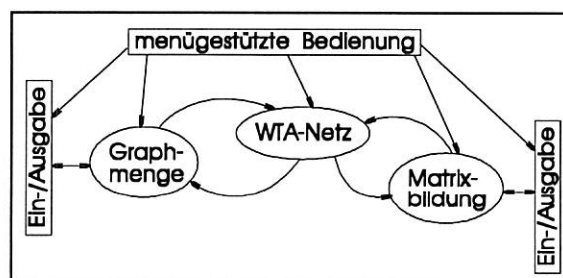 menügestützte Bedienung
Ein-/Ausgabe
Graph-
menge
WTA-Netz
Matrix-
bildung
Ein-/Ausgabe